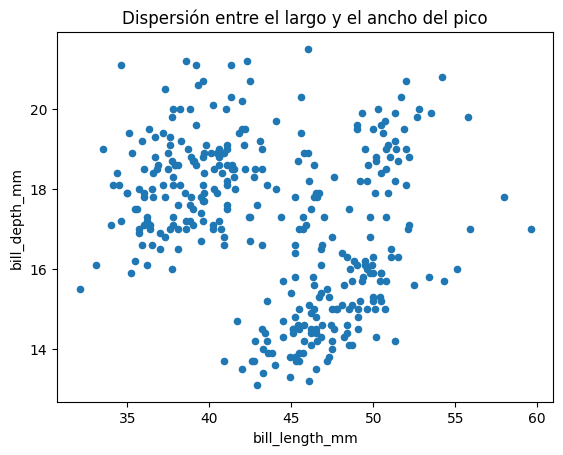 Dispersión entre el largo y el ancho del pico
20
18
16
14
bill_depth_mm
35 40 45 50 55 60
bill_length_mm